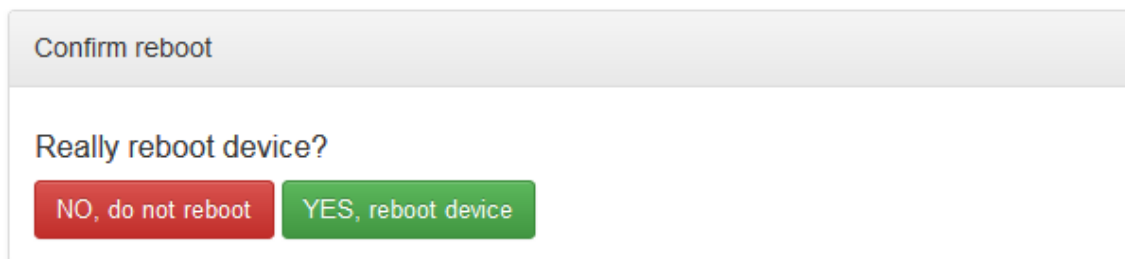 Confirm reboot
Really reboot device?
NO, do not reboot YES, reboot device